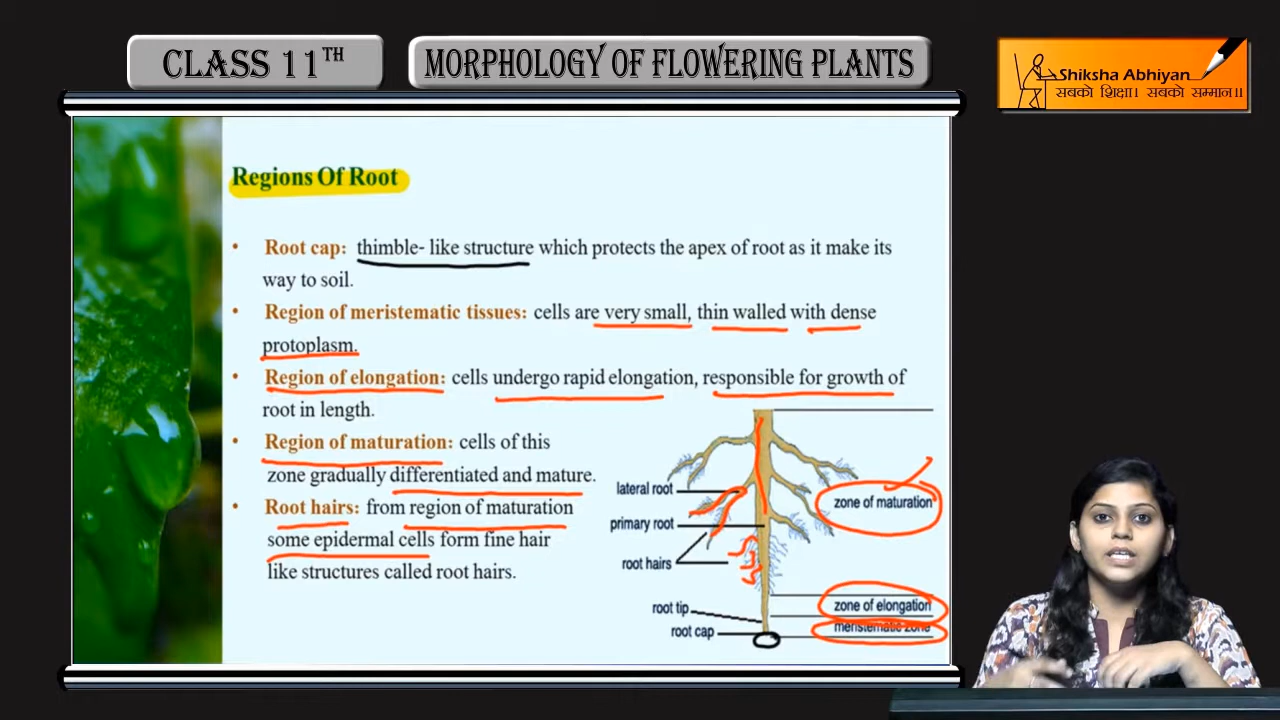 CLASS 11TH
MORPHOLOGY OF FLOWERING PLANTS
Shiksha Abhiyan
सबको शिक्षा। सबको सम्मान।।
Regions Of Root
• Root cap: thimble- like structure which protects the apex of root as it make its
way to soil.
• Region of meristematic tissues: cells are very small, thin walled with dense
protoplasm.
• Region of elongation: cells undergo rapid elongation, responsible for growth of
root in length.
• Region of maturation: cells of this
zone gradually differentiated and mature.
• Root hairs: from region of maturation
some epidermal cells form fine hair
like structures called root hairs.
lateral root
zone of maturation
primary root
root hairs
root tip
zone of elongation
root cap
meristematic zone